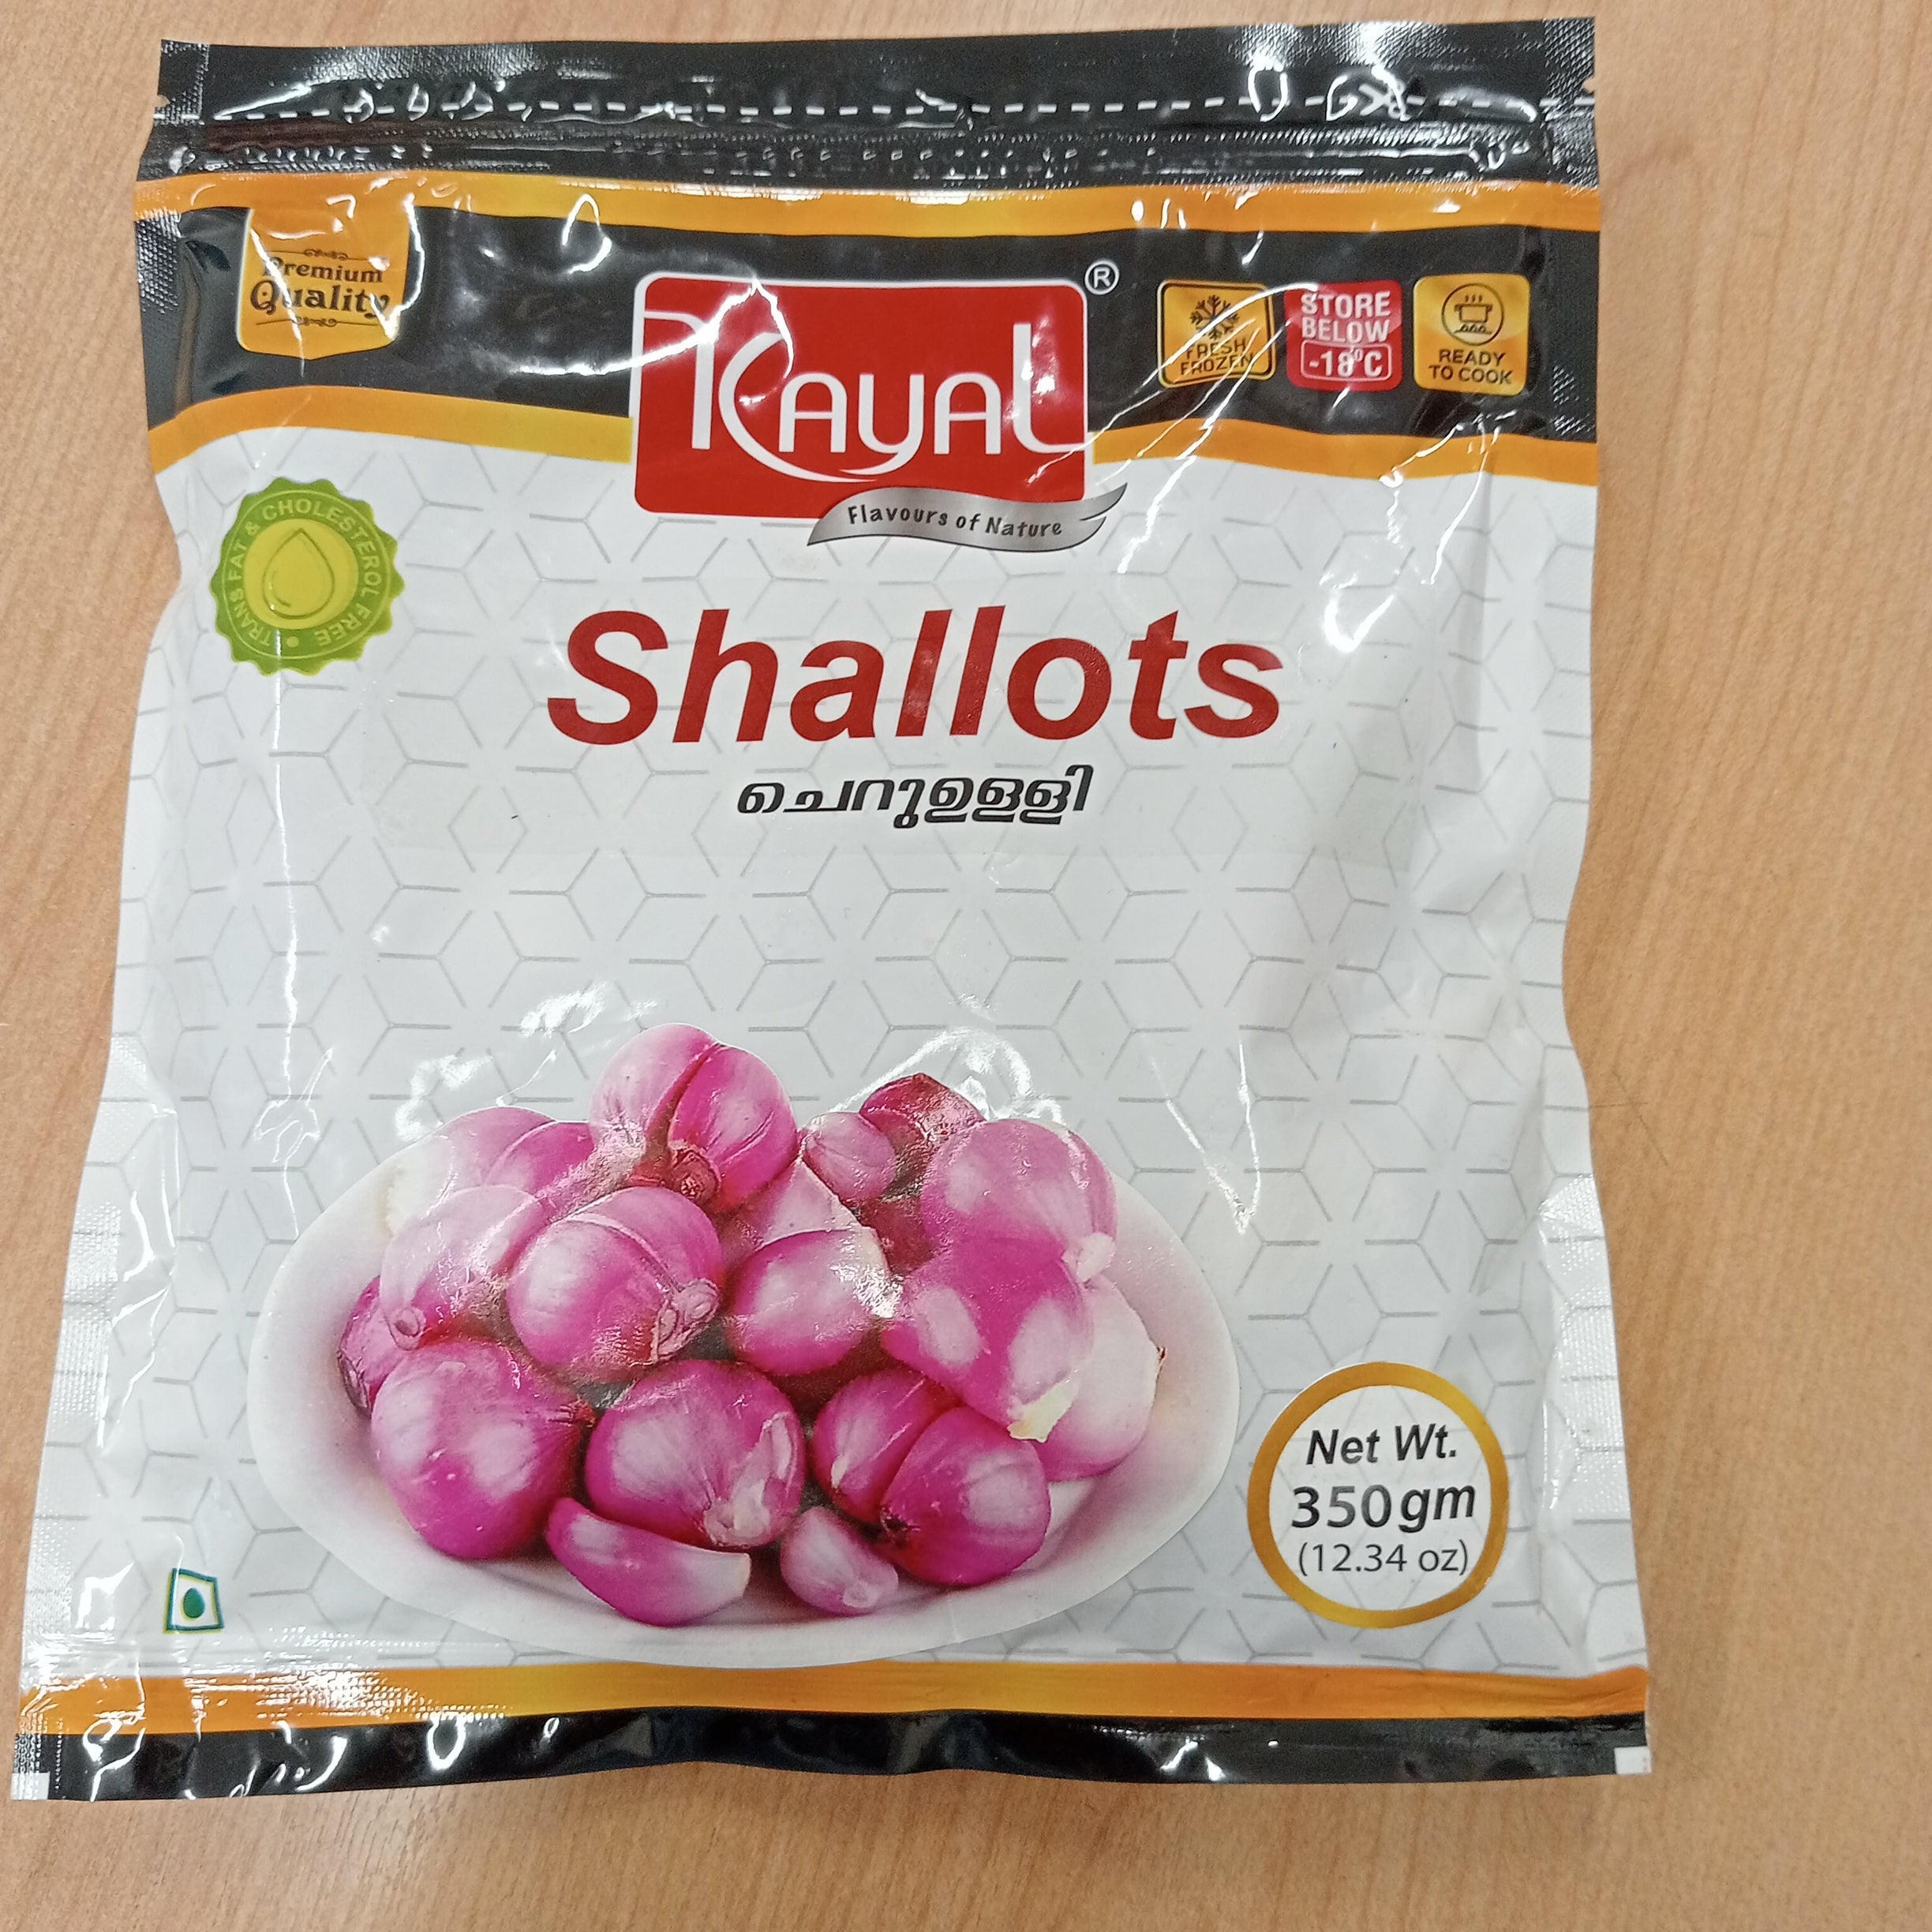 Premium
Quality
KAYAL®
Flavours of Nature
FRESH
FROZEN
STORE
BELOW
-18°C
READY
TO COOK
TRANS FAT & CHOLESTEROL FREE
Shallots
ചെറുഉള്ളി
Net Wt.
350gm
(12.34 oz)